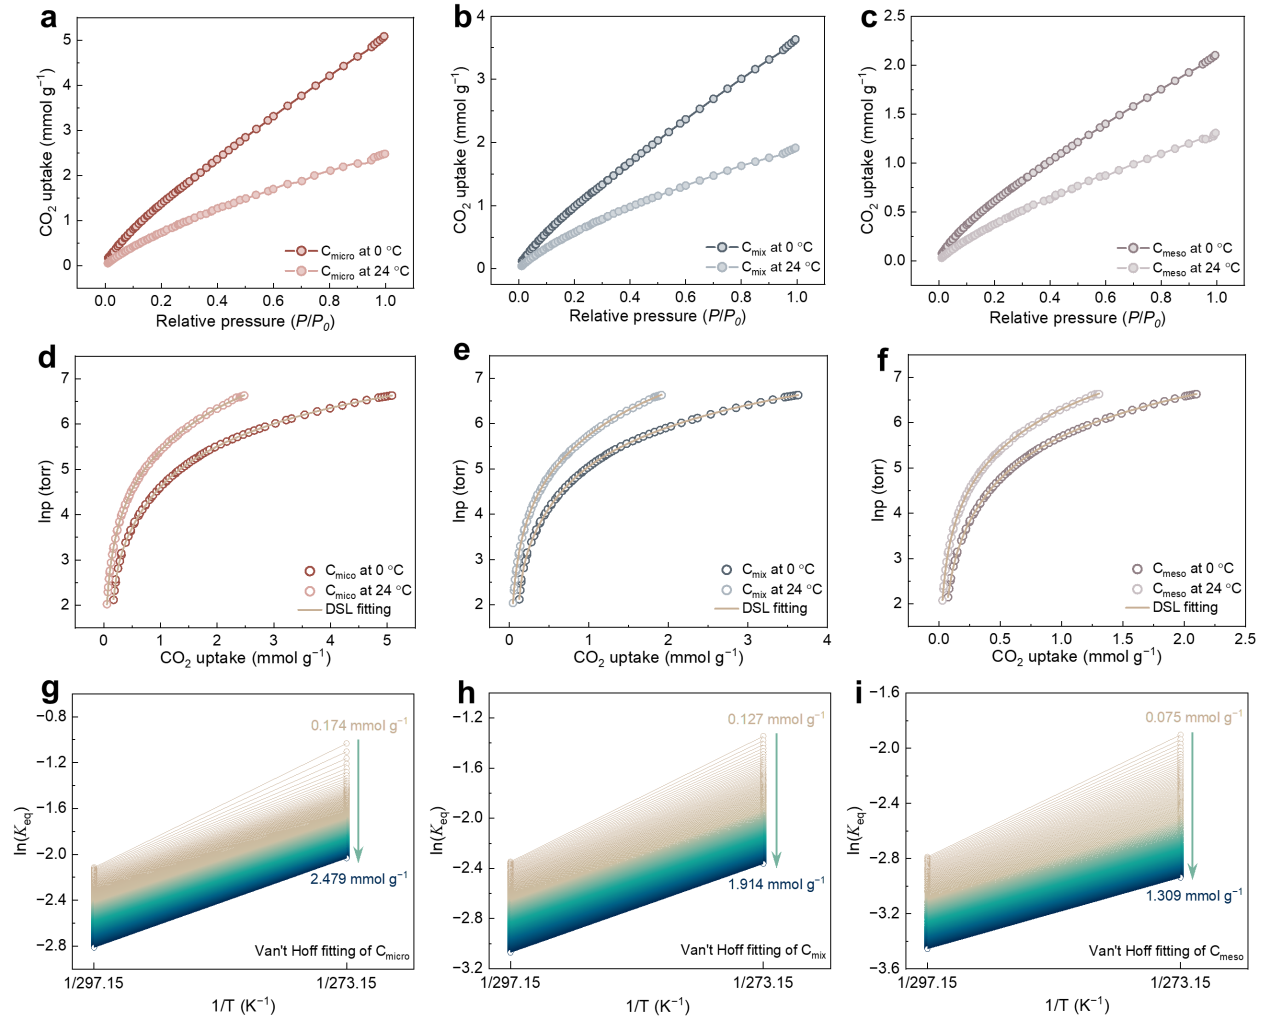 a
CO2 uptake (mmol g−1)
5
4
3
2
1
0
Cmicro at 0 °C
Cmicro at 24 °C
0.0 0.2 0.4 0.6 0.8 1.0
Relative pressure (P/P0)
b
CO2 uptake (mmol g−1)
4
3
2
1
0
Cmix at 0 °C
Cmix at 24 °C
0.0 0.2 0.4 0.6 0.8 1.0
Relative pressure (P/P0)
c
CO2 uptake (mmol g−1)
2.5
2.0
1.5
1.0
0.5
0.0
Cmeso at 0 °C
Cmeso at 24 °C
0.0 0.2 0.4 0.6 0.8 1.0
Relative pressure (P/P0)
d
lnp (torr)
7
6
5
4
3
2
Cmico at 0 °C
Cmico at 24 °C
DSL fitting
0 1 2 3 4 5
CO2 uptake (mmol g−1)
e
lnp (torr)
7
6
5
4
3
2
Cmix at 0 °C
Cmix at 24 °C
DSL fitting
0 1 2 3 4
CO2 uptake (mmol g−1)
f
lnp (torr)
7
6
5
4
3
2
Cmeso at 0 °C
Cmeso at 24 °C
DSL fitting
0.0 0.5 1.0 1.5 2.0 2.5
CO2 uptake (mmol g−1)
g
ln(Keq)
−0.8
−1.2
−1.6
−2.0
−2.4
−2.8
0.174 mmol g−1
2.479 mmol g−1
Van't Hoff fitting of Cmicro
1/297.15 1/273.15
1/T (K−1)
h
ln(Keq)
−1.2
−1.6
−2.0
−2.4
−2.8
−3.2
0.127 mmol g−1
1.914 mmol g−1
Van't Hoff fitting of Cmix
1/297.15 1/273.15
1/T (K−1)
i
ln(Keq)
−1.6
−2.0
−2.4
−2.8
−3.2
−3.6
0.075 mmol g−1
1.309 mmol g−1
Van't Hoff fitting of Cmeso
1/297.15 1/273.15
1/T (K−1)